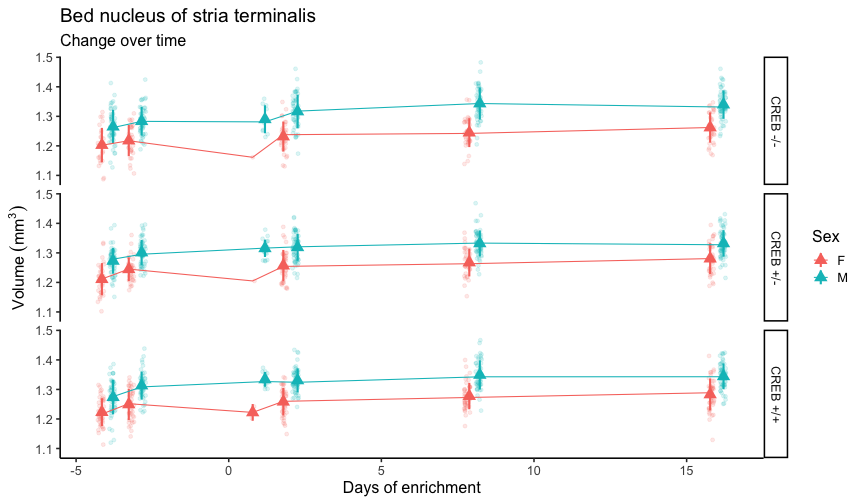 Bed nucleus of stria terminalis
Change over time
1.5
1.4
1.3
1.2
1.1
CREB -/-
1.5
1.4
1.3
1.2
1.1
CREB +/-
1.5
1.4
1.3
1.2
1.1
CREB +/+
Volume (mm³)
-5
0
5
10
15
Days of enrichment
Sex
F
M